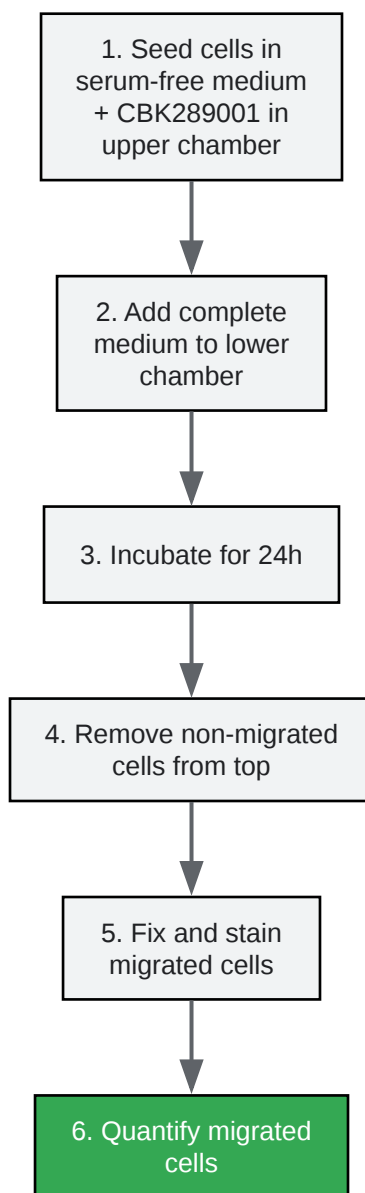 1. Seed cells in
serum-free medium
+ CBK289001 in
upper chamber
2. Add complete
medium to lower
chamber
3. Incubate for 24h
4. Remove non-migrated
cells from top
5. Fix and stain
migrated cells
6. Quantify migrated
cells